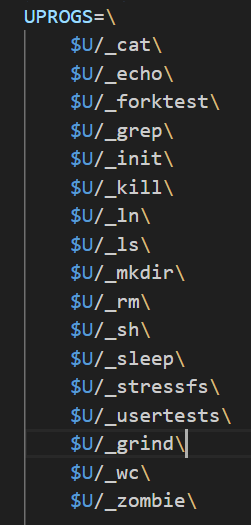 UPROGS=\
$U/_cat\
$U/_echo\
$U/_forktest\
$U/_grep\
$U/_init\
$U/_kill\
$U/_ln\
$U/_ls\
$U/_mkdir\
$U/_rm\
$U/_sh\
$U/_sleep\
$U/_stressfs\
$U/_usertests\
$U/_grind\
$U/_wc\
$U/_zombie\